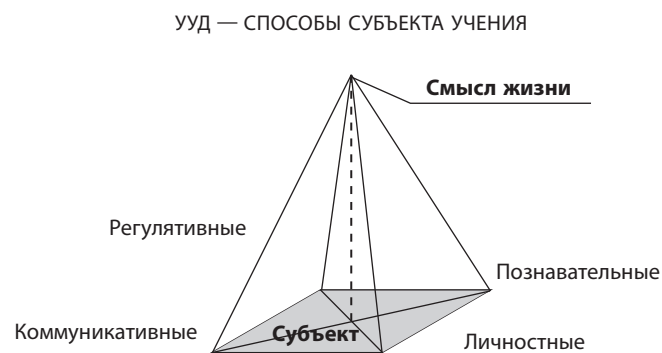 УУД — СПОСОБЫ СУБЪЕКТА УЧЕНИЯ
Смысл жизни
Регулятивные
Познавательные
Коммуникативные
Субъект
Личностные